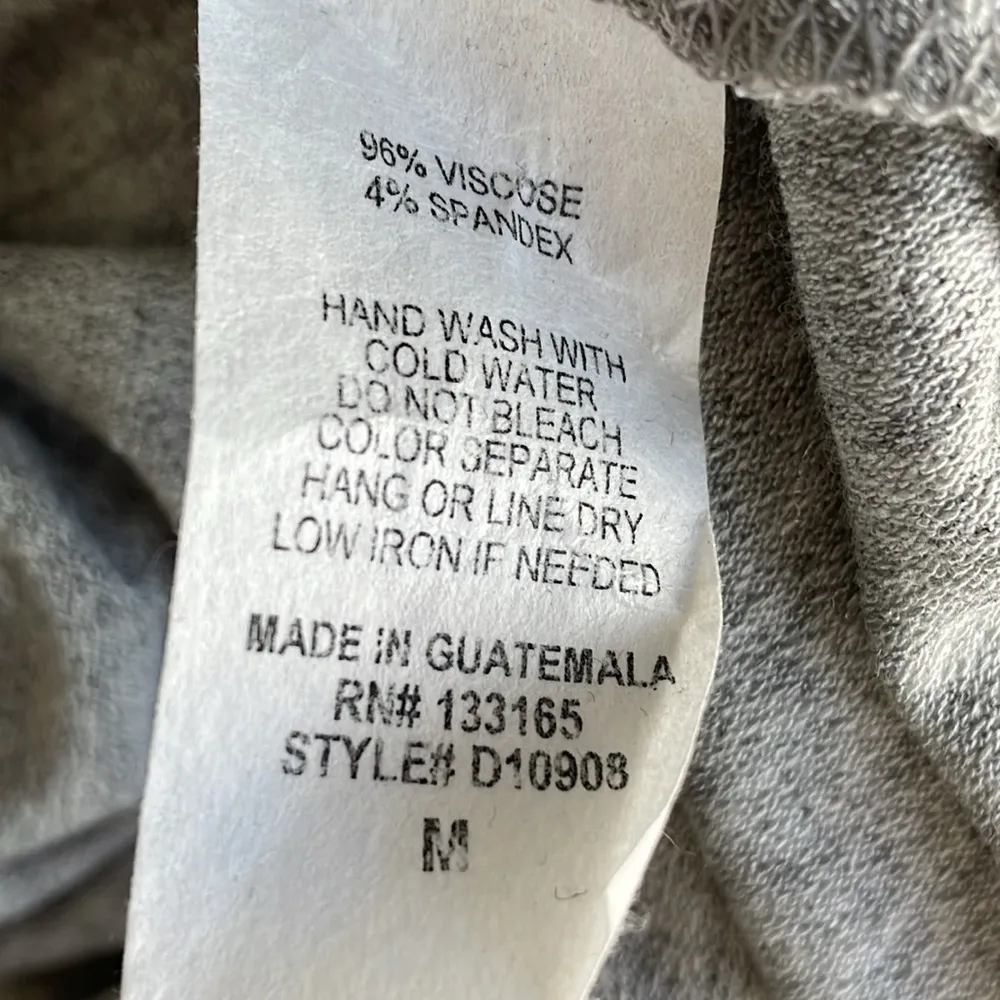 96% VISCOSE
4% SPANDEX
HAND WASH WITH
COLD WATER
DO NOT BLEACH
COLOR SEPARATE
HANG OR LINE DRY
LOW IRON IF NEEDED
MADE IN GUATEMALA
RN# 133165
STYLE# D10908
M